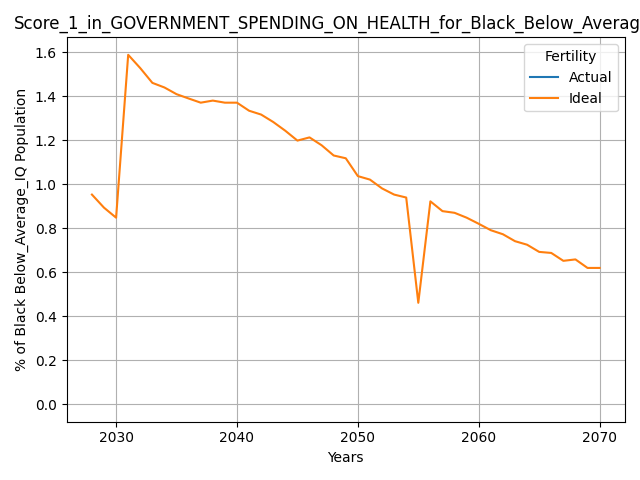 Score_1_in_GOVERNMENT_SPENDING_ON_HEALTH_for_Black_Below_Averag
Fertility
Actual
Ideal
% of Black Below_Average_IQ Population
1.6
1.4
1.2
1.0
0.8
0.6
0.4
0.2
0.0
2030 2040 2050 2060 2070
Years